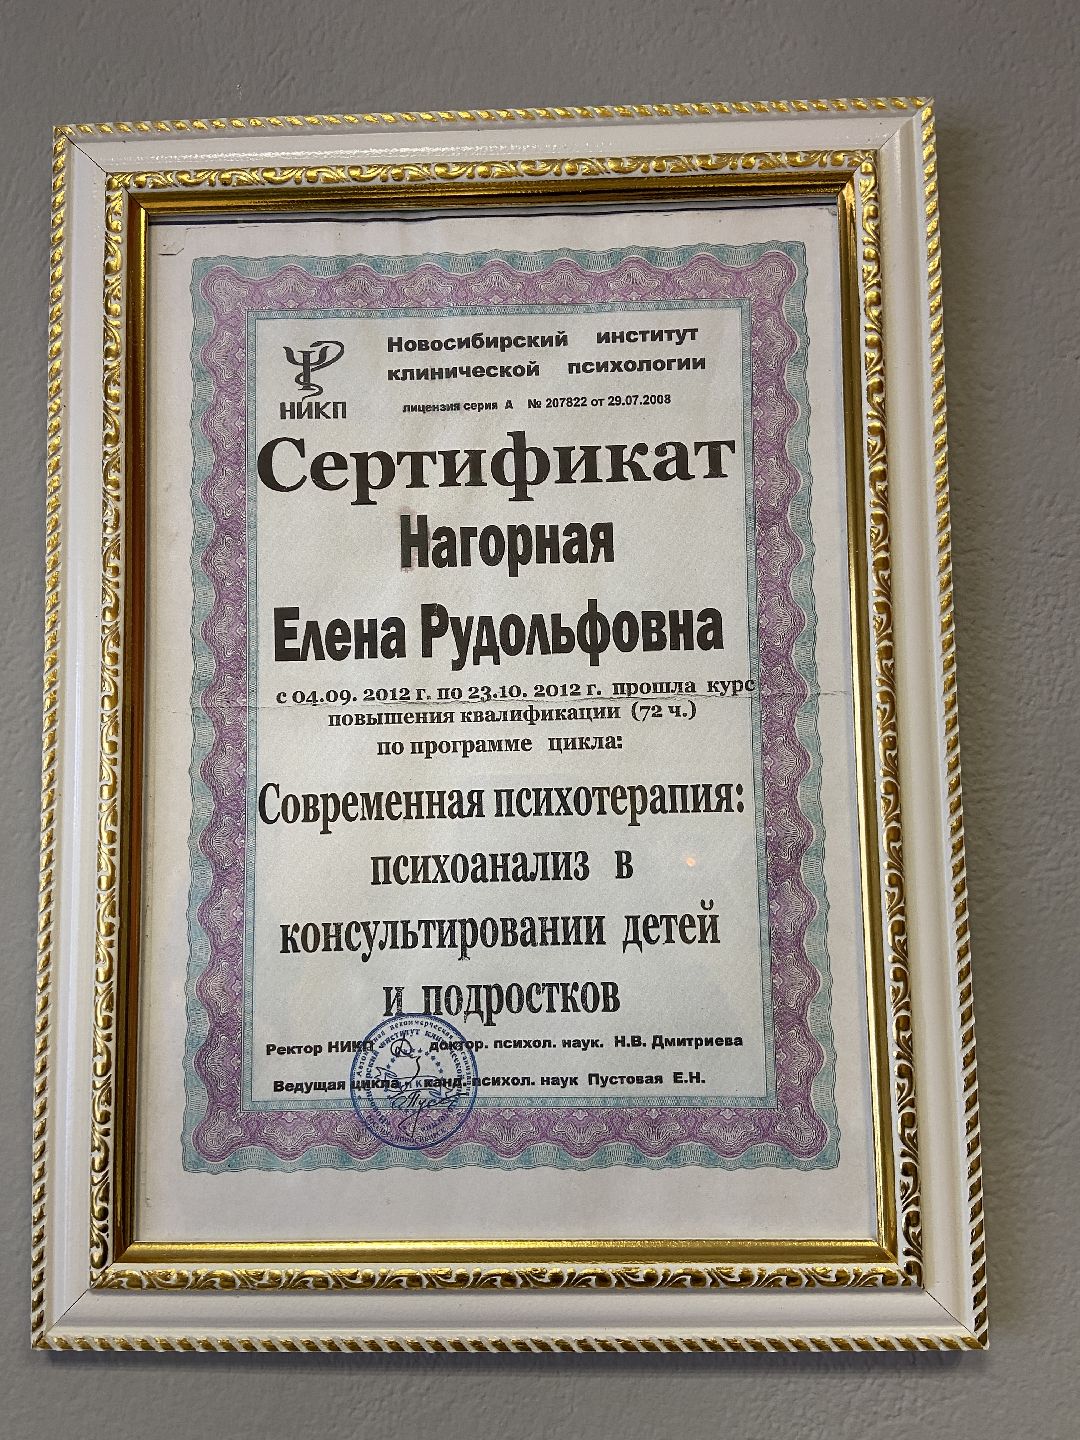 Новосибирский институт
клинической психологии
НИКП
лицензия серия А № 207822 от 29.07.2008
Сертификат
Нагорная
Елена Рудольфовна
с 04.09. 2012 г. по 23.10. 2012 г. прошла курс
повышения квалификации (72 ч.)
по программе цикла:
Современная психотерапия:
психоанализ в
консультировании детей
и подростков
Ректор НИКП доктор. психол. наук. Н.В. Дмитриева
Ведущая цикла канд. психол. наук Пустовая Е.Н.